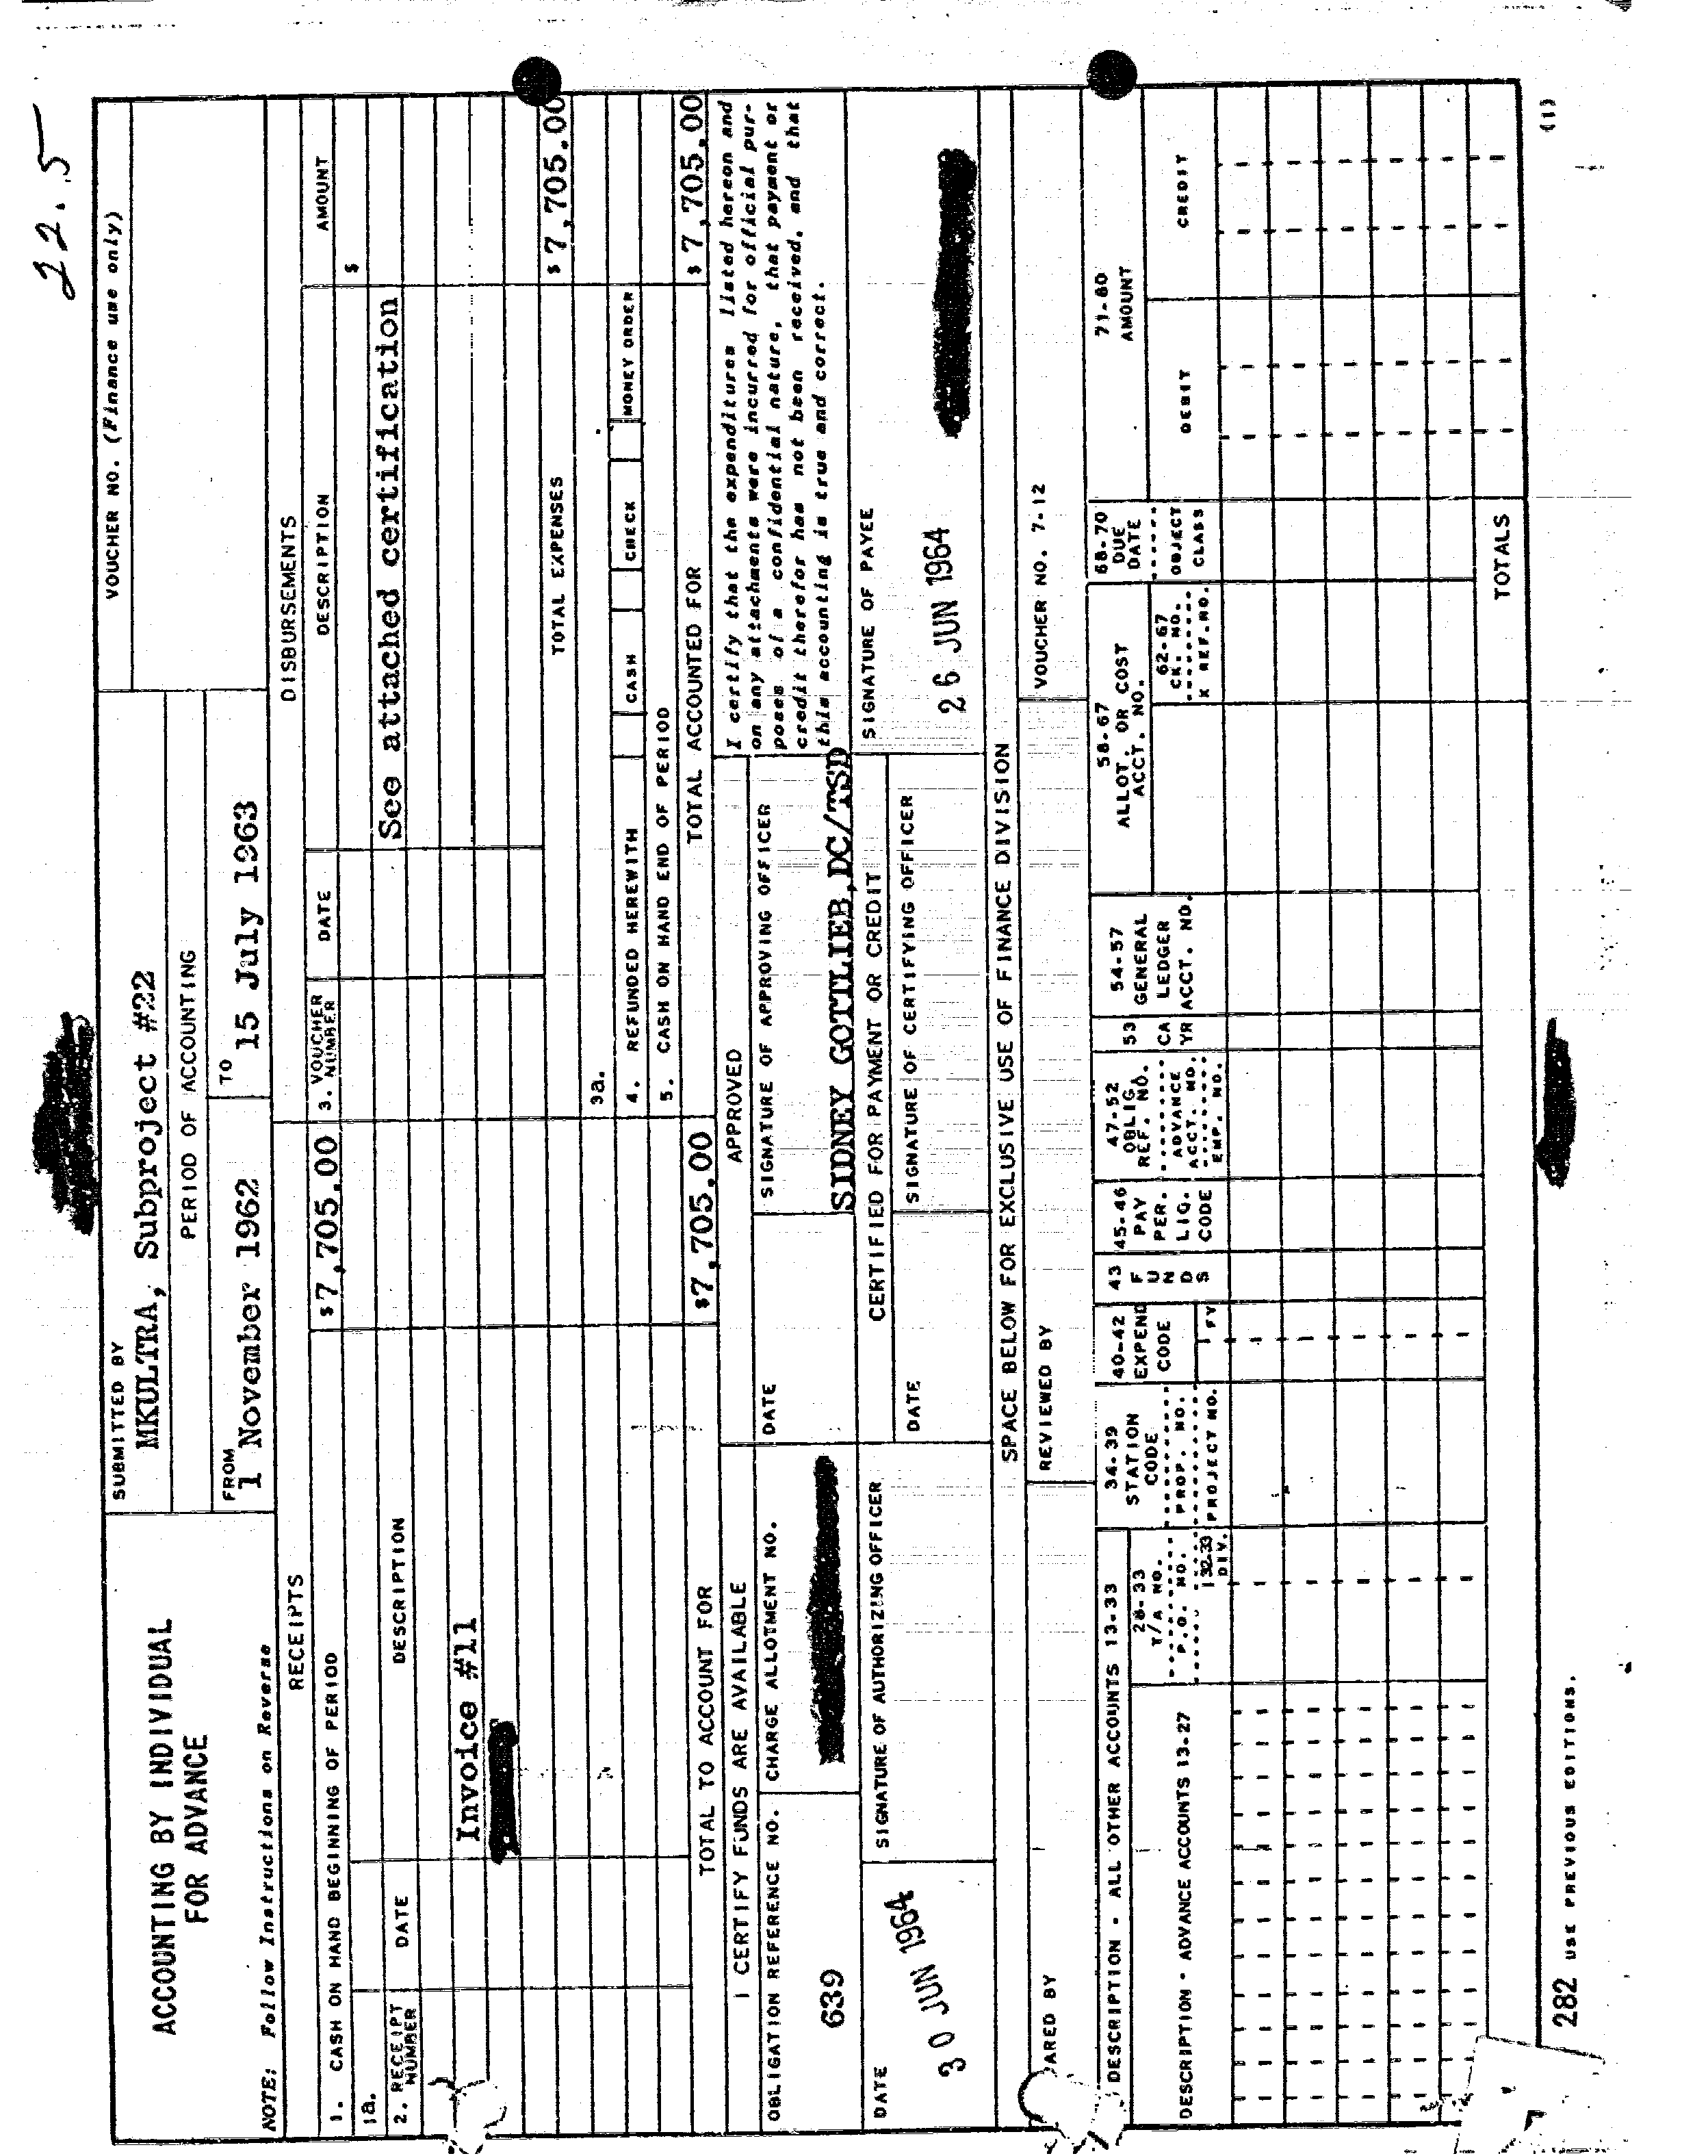 22.5
ACCOUNTING BY INDIVIDUAL
FOR ADVANCE
NOTE: Follow Instructions on Reverse
SUBMITTED BY
MKULTRA, Subproject #22
PERIOD OF ACCOUNTING
FROM
1 November 1962
TO
15 July 1963
VOUCHER NO. (Finance use only)
RECEIPTS
1. CASH ON HAND BEGINNING OF PERIOD
$7,705.00
1a.
2. RECEIPT NUMBER
DATE
DESCRIPTION
Invoice #11
TOTAL TO ACCOUNT FOR
$7,705.00
DISBURSEMENTS
3. VOUCHER NUMBER
DATE
DESCRIPTION
AMOUNT
$
See attached certification
TOTAL EXPENSES
$ 7,705.00
3a.
4. REFUNDED HEREWITH
CASH
CHECK
MONEY ORDER
5. CASH ON HAND END OF PERIOD
TOTAL ACCOUNTED FOR
$ 7,705.00
I CERTIFY FUNDS ARE AVAILABLE
OBLIGATION REFERENCE NO.
CHARGE ALLOTMENT NO.
639
DATE
30 JUN 1964
SIGNATURE OF AUTHORIZING OFFICER
APPROVED
DATE
SIGNATURE OF APPROVING OFFICER
SIDNEY GOTTLIEB, DC/TSD
CERTIFIED FOR PAYMENT OR CREDIT
DATE
SIGNATURE OF CERTIFYING OFFICER
I certify that the expenditures listed hereon and
on any attachments were incurred for official pur-
poses of a confidential nature, that payment or
credit therefor has not been received, and that
this accounting is true and correct.
SIGNATURE OF PAYEE
26 JUN 1964
SPACE BELOW FOR EXCLUSIVE USE OF FINANCE DIVISION
ARED BY
REVIEWED BY
VOUCHER NO. 7-12
DESCRIPTION - ALL OTHER ACCOUNTS 13-33
DESCRIPTION - ADVANCE ACCOUNTS 13-27
28-33
T/A NO.
P.O. NO.
32-33
DIV.
34-39
STATION
CODE
PROP. NO.
PROJECT NO.
40-42
EXPEND
CODE
FY
43
FUNDS
45-46
PAY
PER.
LIG.
CODE
47-52
OBLIG.
REF. NO.
ADVANCE
ACCT. NO.
EMP. NO.
53
CA
YR
54-57
GENERAL
LEDGER
ACCT. NO.
58-67
ALLOT. OR COST
ACCT. NO.
62-67
CK. NO.
X REF. NO.
68-70
DUE
DATE
OBJECT
CLASS
71-80
AMOUNT
DEBIT
CREDIT
TOTALS
282 USE PREVIOUS EDITIONS.
(1)